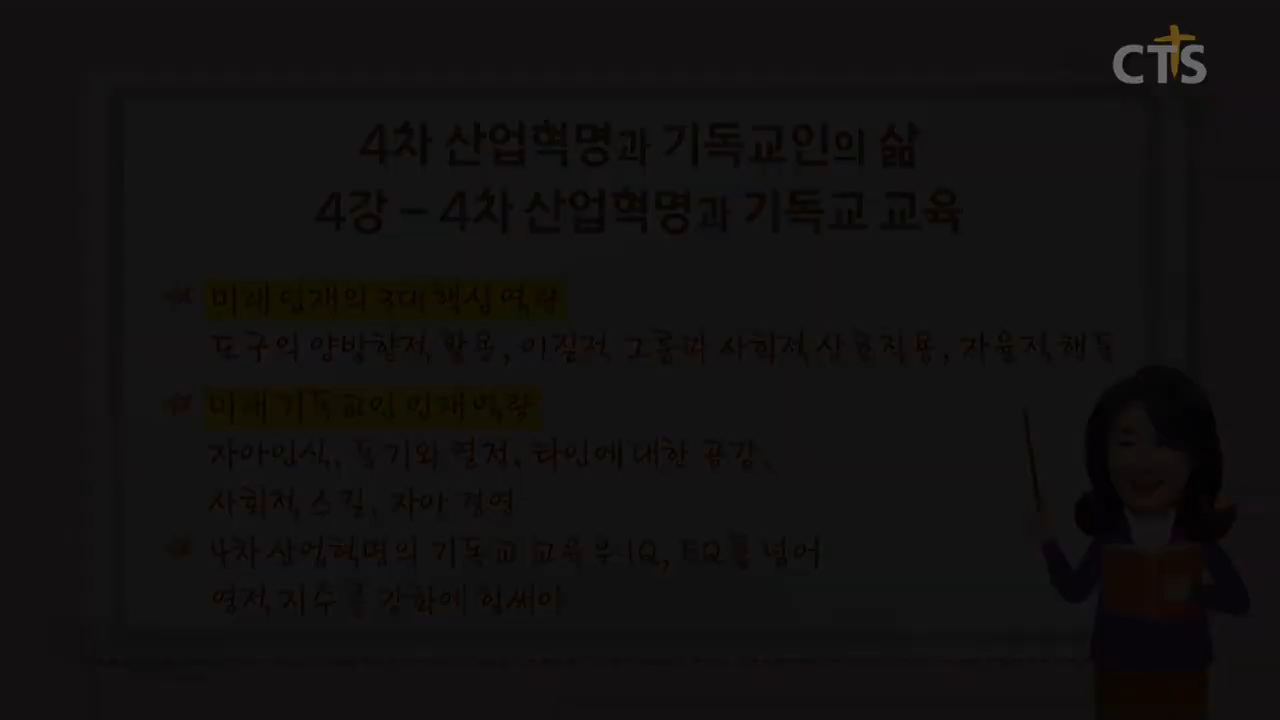 CTS
4차 산업혁명과 기독교인의 삶
4강 - 4차 산업혁명과 기독교 교육
미래 인재의 3대 핵심 역량
도구의 양방향적 활용, 이질적 그룹과 사회적 상호작용, 자율적 행동
미래 기독교인 인재 역량
자아인식, 동기와 열정, 타인에 대한 공감,
사회적 스킬, 자아 경영
4차 산업혁명의 기독교 교육은 IQ, EQ를 넘어
영적 지수를 강화에 힘써야